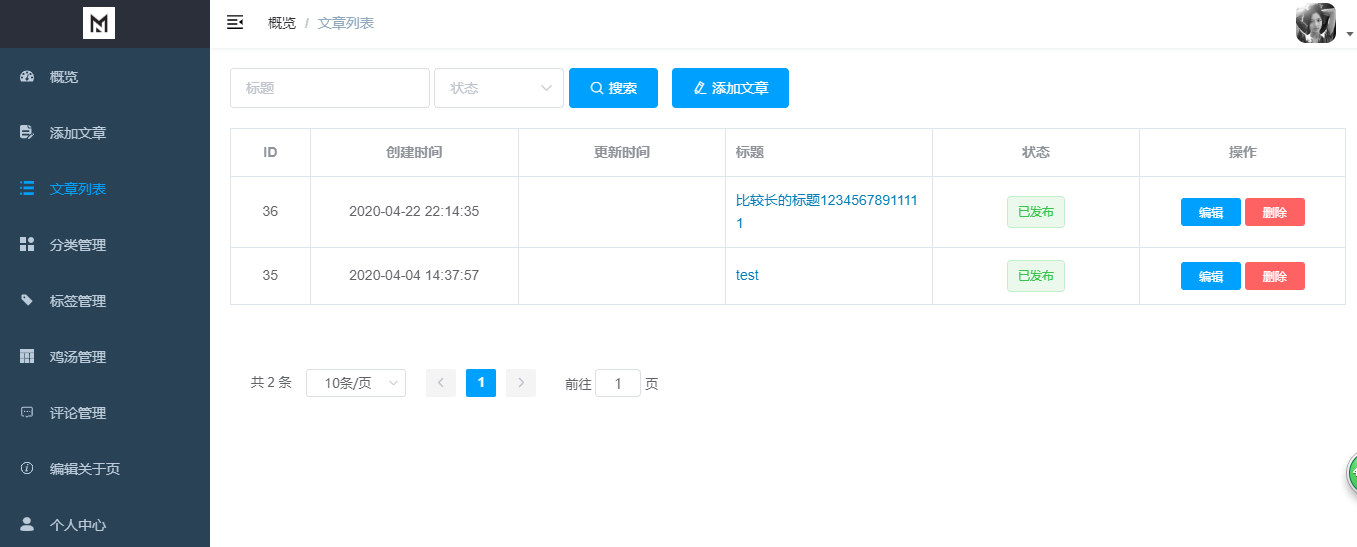 M
概览 / 文章列表
概览
添加文章
文章列表
分类管理
标签管理
鸡汤管理
评论管理
编辑关于页
个人中心
标题 状态 搜索 添加文章
ID 创建时间 更新时间 标题 状态 操作
36 2020-04-22 22:14:35 比较长的标题1234567891111
1 已发布 编辑 删除
35 2020-04-04 14:37:57 test 已发布 编辑 删除
共 2 条 10条/页 1 前往 1 页